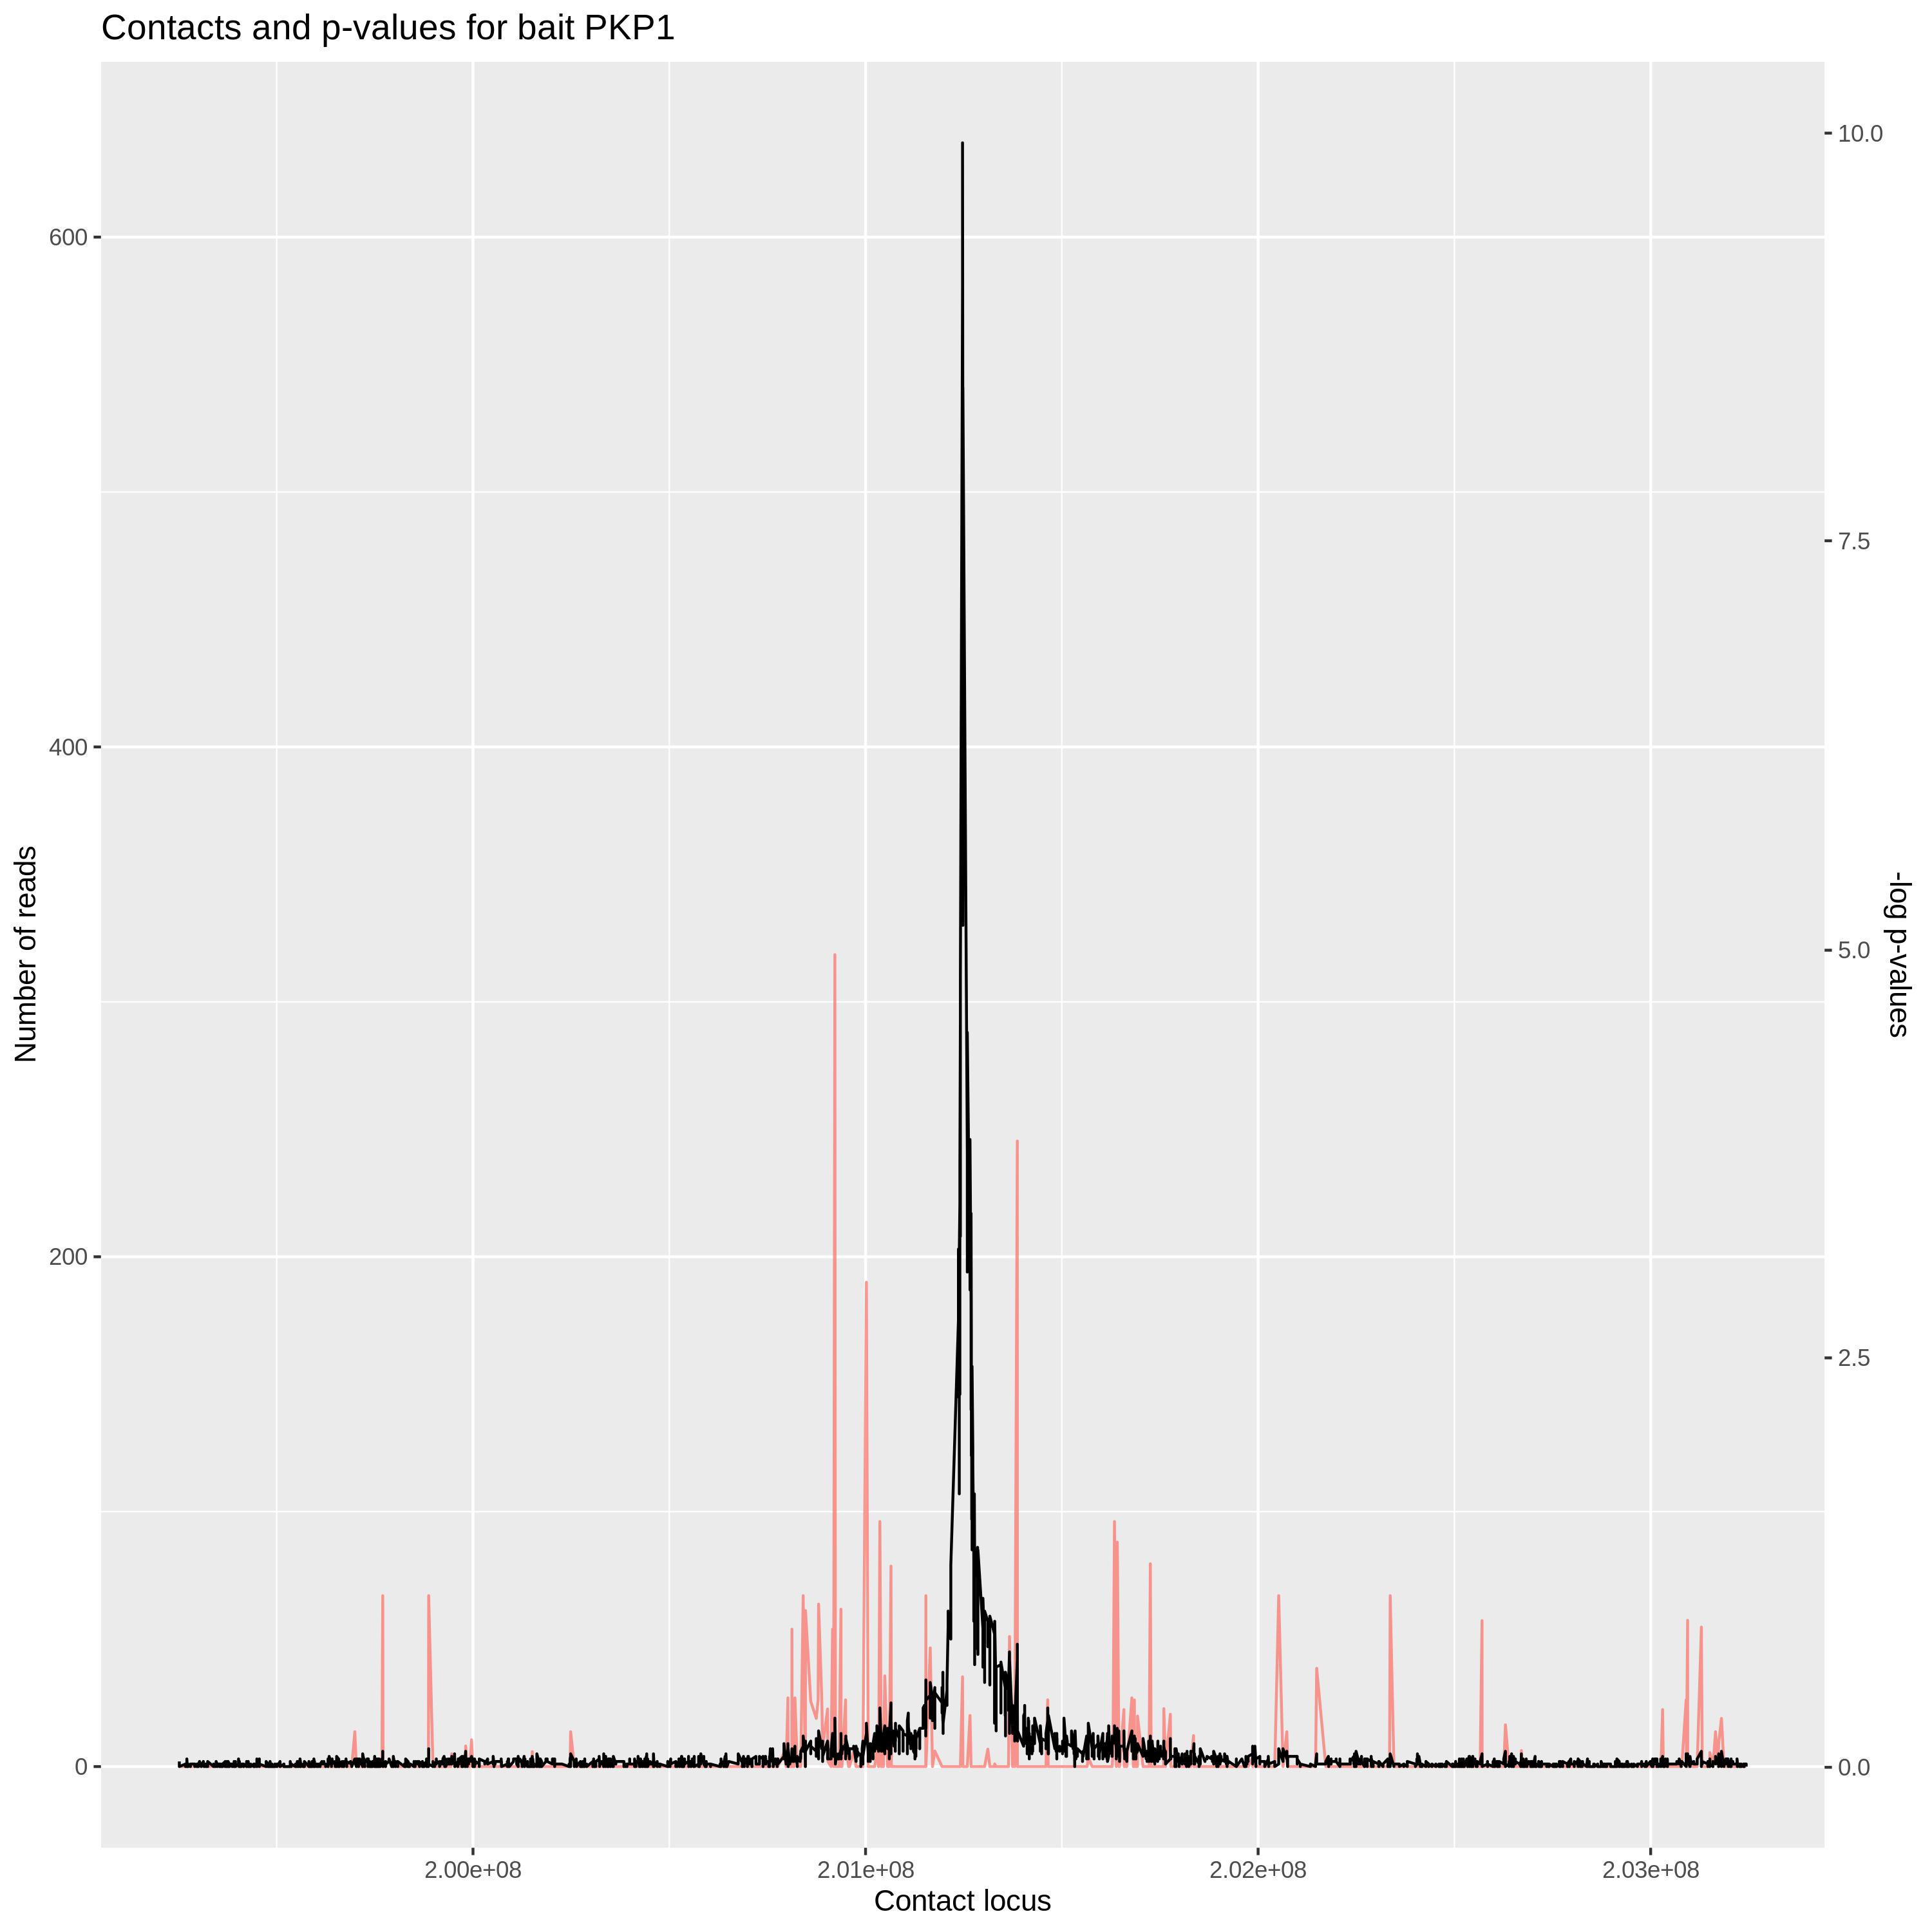 Contacts and p-values for bait PKP1
Number of reads
600
400
200
0
10.0
7.5
5.0
2.5
0.0
-log p-values
2.00e+08
2.01e+08
2.02e+08
2.03e+08
Contact locus